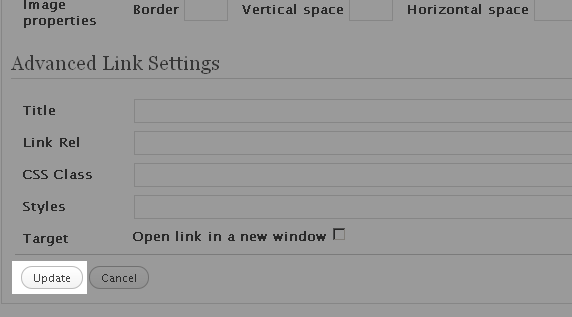 Image properties Border Vertical space Horizontal space
Advanced Link Settings
Title
Link Rel
CSS Class
Styles
Target Open link in a new window
Update Cancel